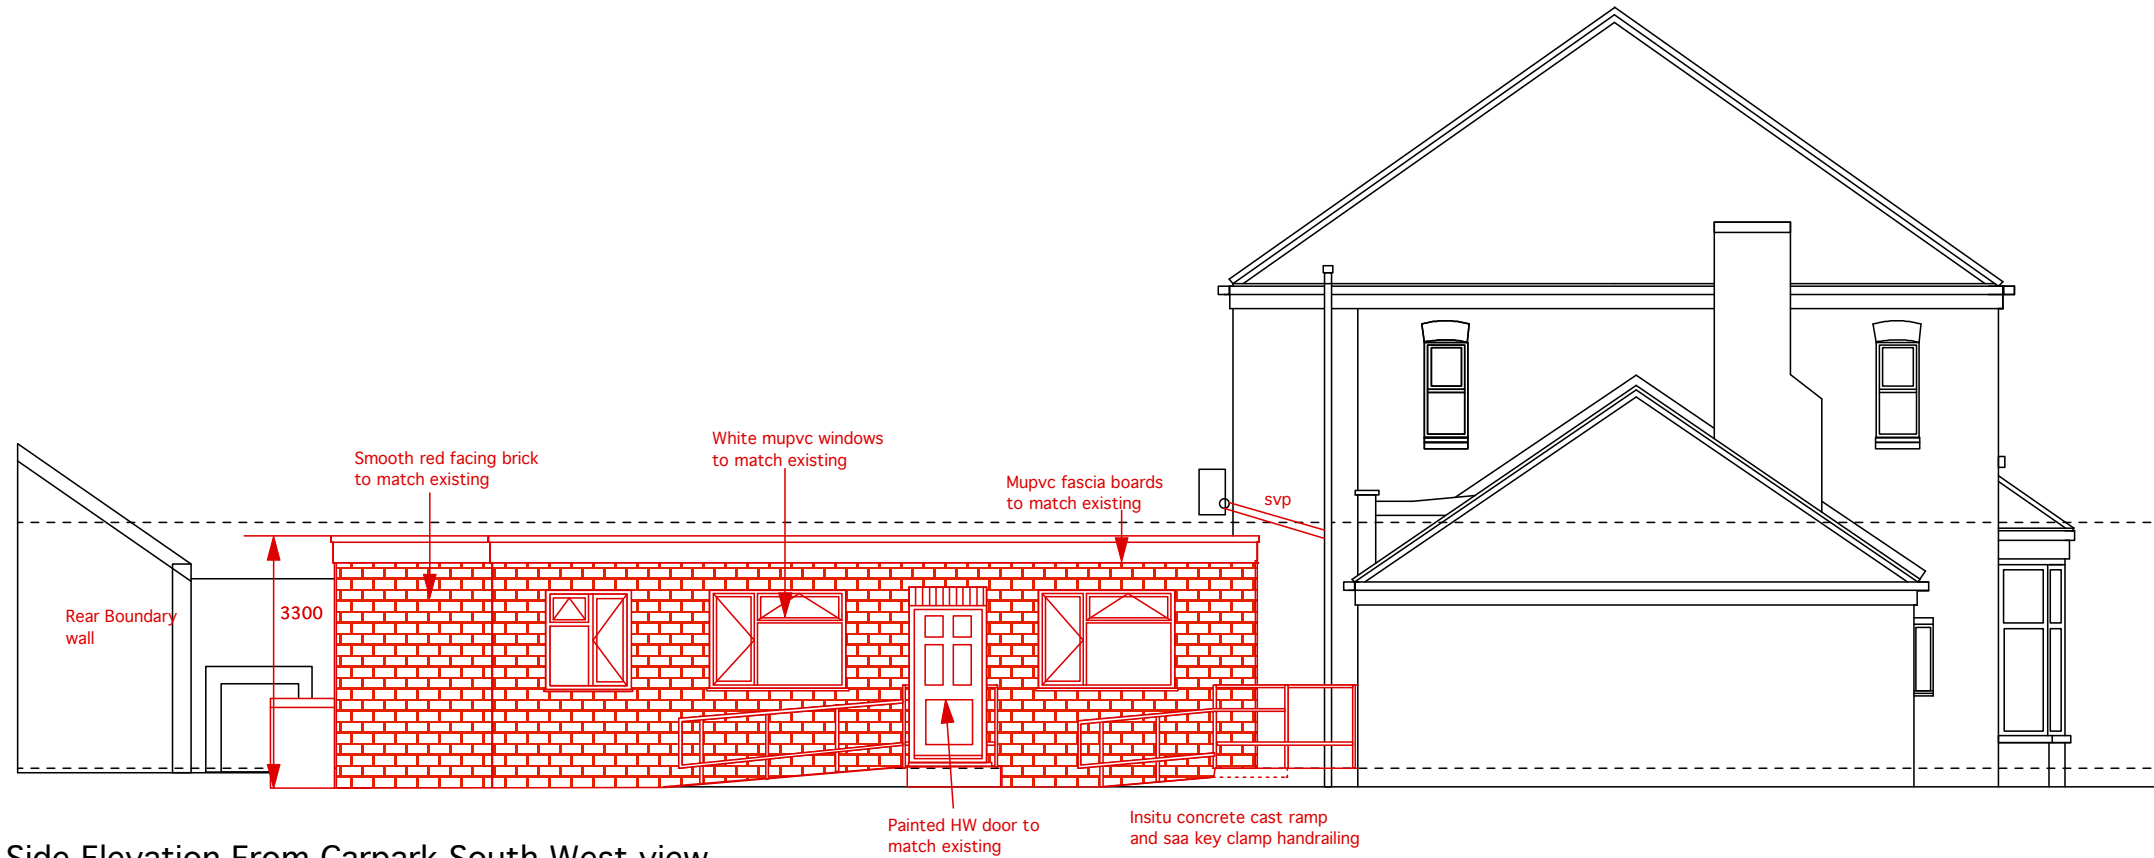 White mupvc windows
to match existing
Smooth red facing brick
to match existing
Mupvc fascia boards
to match existing
svp
Rear Boundary
wall
3300
Painted HW door to
match existing
Insitu concrete cast ramp
and saa key clamp handrailing
Side Elevation From Carpark South West view